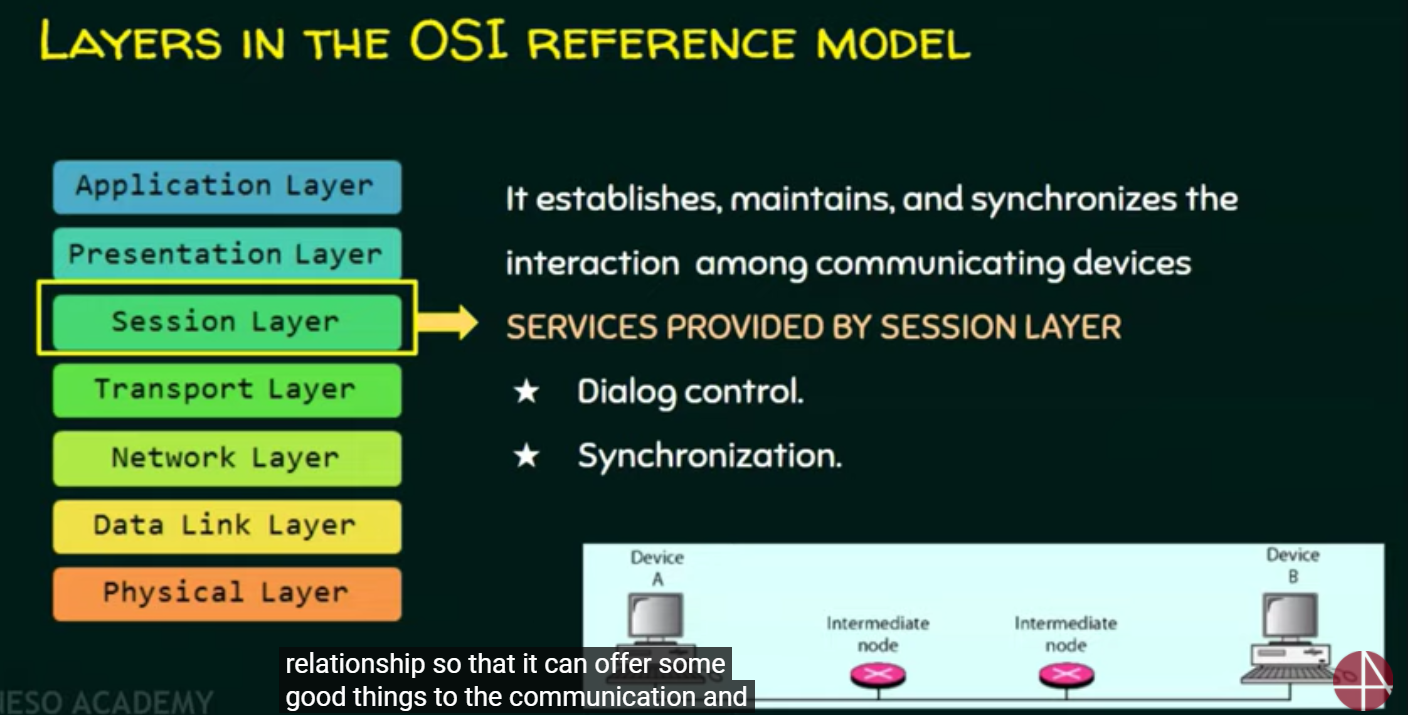 LAYERS IN THE OSI REFERENCE MODEL
Application Layer
Presentation Layer
Session Layer
Transport Layer
Network Layer
Data Link Layer
Physical Layer
It establishes, maintains, and synchronizes the
interaction among communicating devices
SERVICES PROVIDED BY SESSION LAYER
★ Dialog control.
★ Synchronization.
Device
A
Intermediate
node
Intermediate
node
Device
B
relationship so that it can offer some
good things to the communication and
ESO ACADEMY